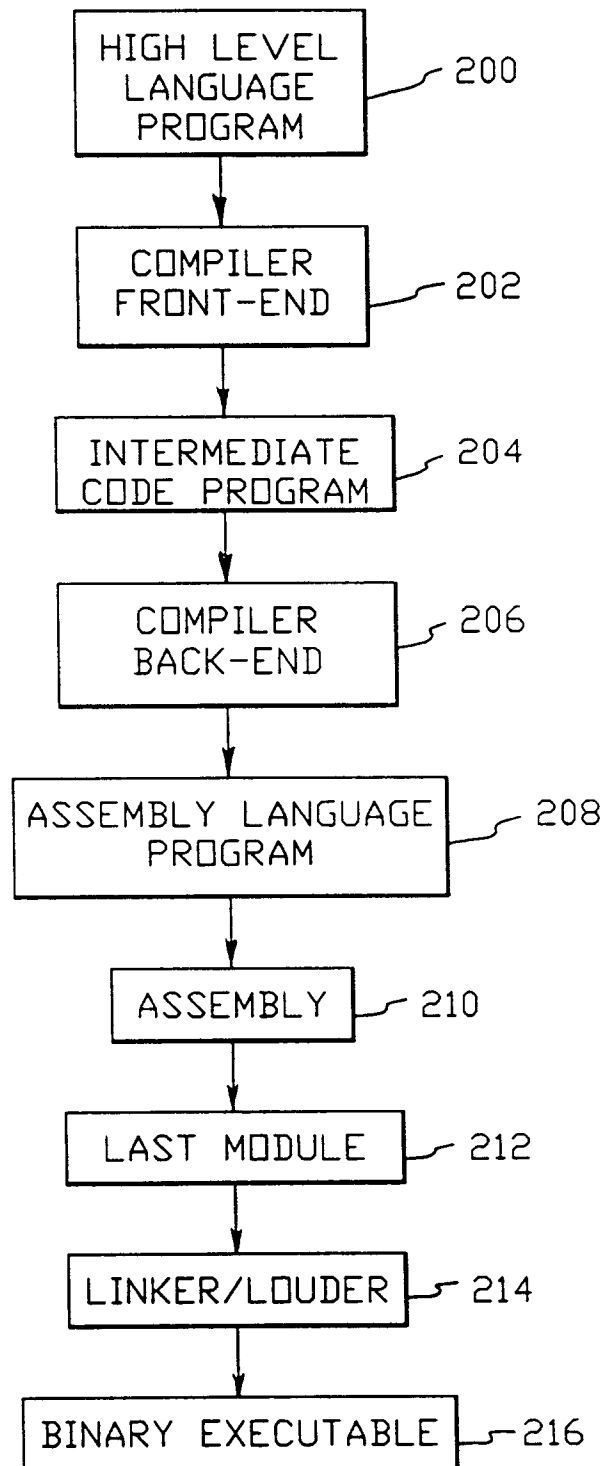 HIGH LEVEL
LANGUAGE
PROGRAM
200
COMPILER
FRONT-END
202
INTERMEDIATE
CODE PROGRAM
204
COMPILER
BACK-END
206
ASSEMBLY LANGUAGE
PROGRAM
208
ASSEMBLY
210
LAST MODULE
212
LINKER/LOUDER
214
BINARY EXECUTABLE
216